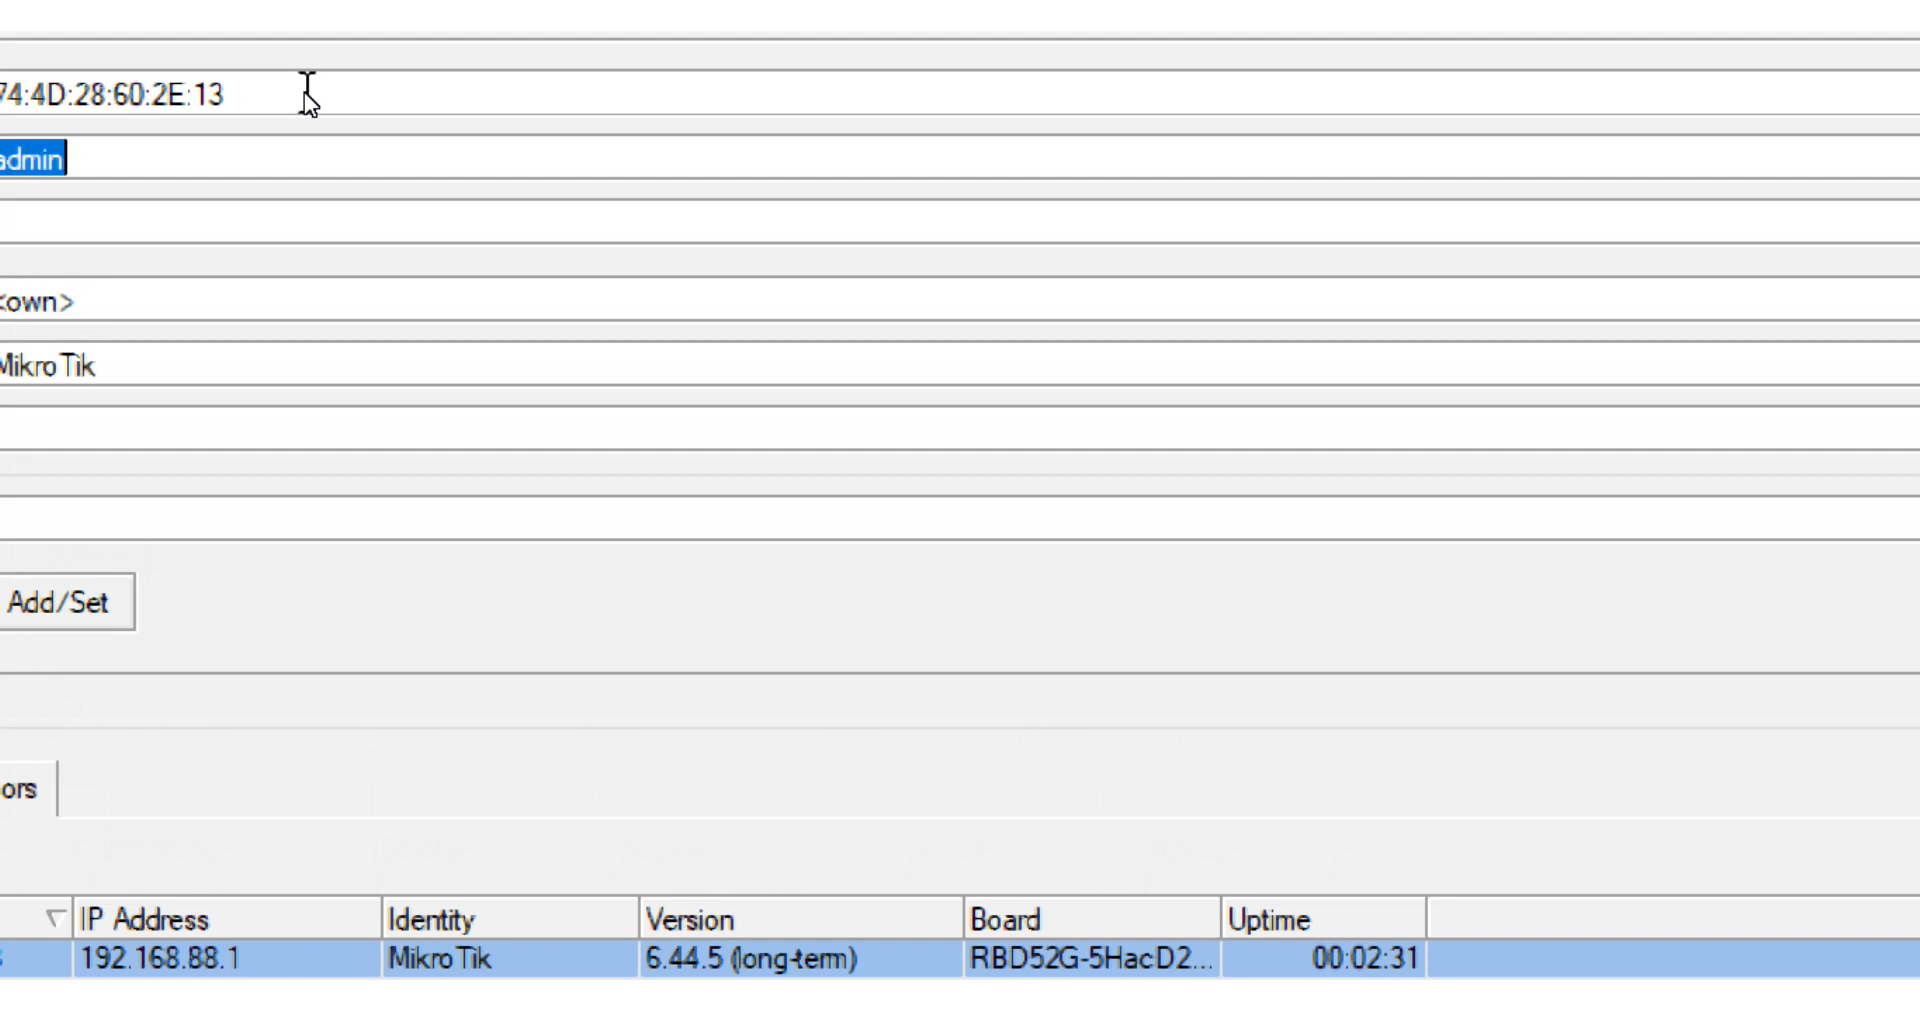 74:4D:28:60:2E:13
admin
<own>
MikroTik
Add/Set
ors
IP Address Identity Version Board Uptime
192.168.88.1 MikroTik 6.44.5 (long-term) RBD52G-5HacD2... 00:02:31